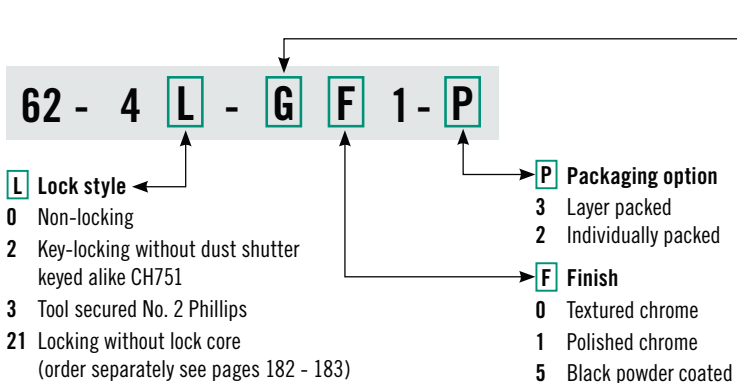 62 - 4 L - G F 1 - P
L Lock style
0 Non-locking
2 Key-locking without dust shutter
keyed alike CH751
3 Tool secured No. 2 Phillips
21 Locking without lock core
(order separately see pages 182 - 183)
P Packaging option
3 Layer packed
2 Individually packed
F Finish
0 Textured chrome
1 Polished chrome
5 Black powder coated